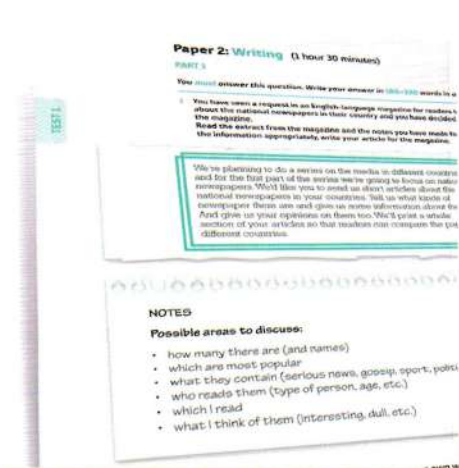 TEST 1
Paper 2: Writing (1 hour 30 minutes)
PART 1
You must answer this question. Write your answer in words in a
1 You have seen a request in an English-language magazine for readers
about the national newspapers in their country and you have decided
the magazine.
Read the extract from the magazine and the notes you have made
the information appropriately, write your article for the magazine.
We're planning to do a series on the media in different
and for the first part of the series we're going to focus on
newspapers. We'd like you to send us short articles about the
national newspapers in your country. Tell us what kinds of
newspaper there are and give us some information about
And give us your opinions on them too. We'll print a whole
section of your articles so that readers can compare the
different countries.
NOTES
Possible areas to discuss:
• how many there are (and names)
• which are most popular
• what they contain (serious news, gossip, sport,
• who reads them (type of person, age, etc.)
• which I read
• what I think of them (interesting, dull, etc.)